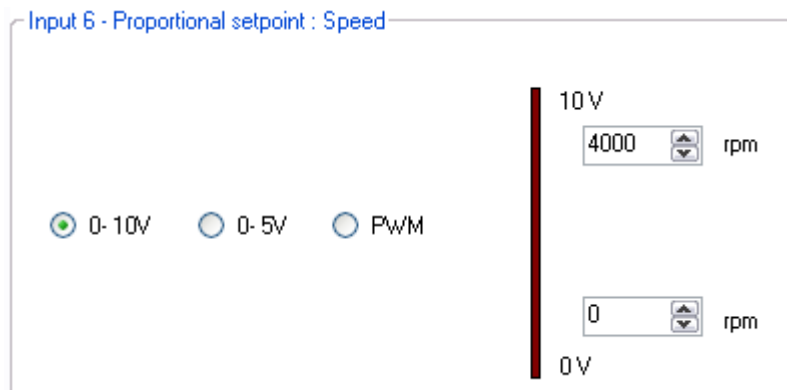 Input 6 - Proportional setpoint : Speed
10 V
4000 rpm
0- 10V 0- 5V PWM
0 rpm
0 V